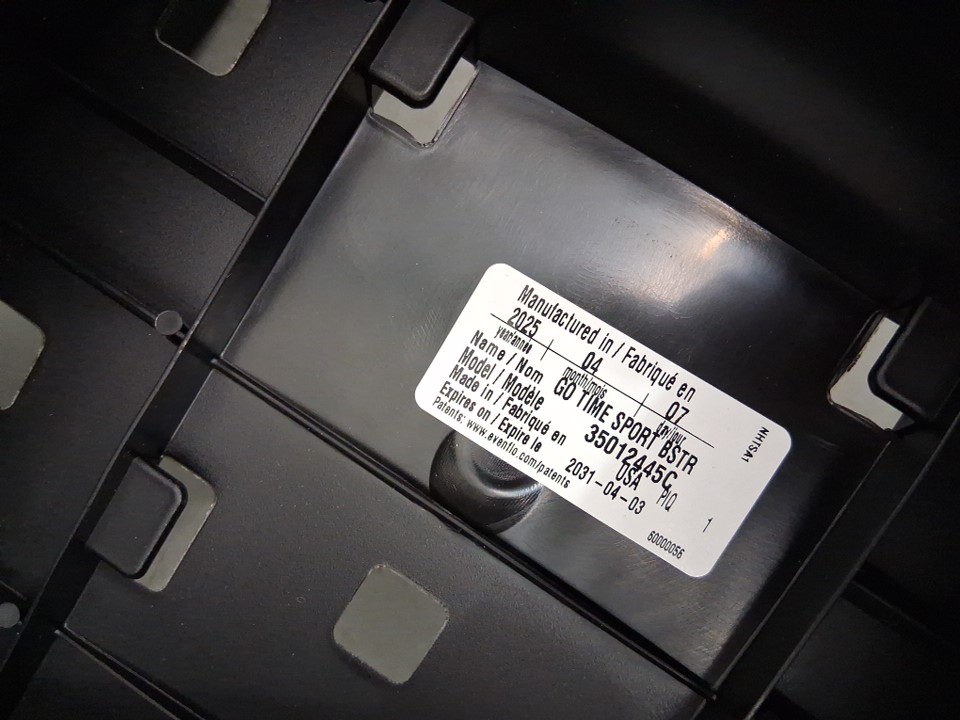 Manufactured in / Fabriqué en
2025 04 07
year/année month/mois day/jour
Name / Nom GO TIME SPORT BSTR
Model / Modèle 35012445C
Made in / Fabriqué en USA PIQ
Expires on / Expire le 2031-04-03 1
Patents: www.evenflo.com/patents
60000056
NHTSA1